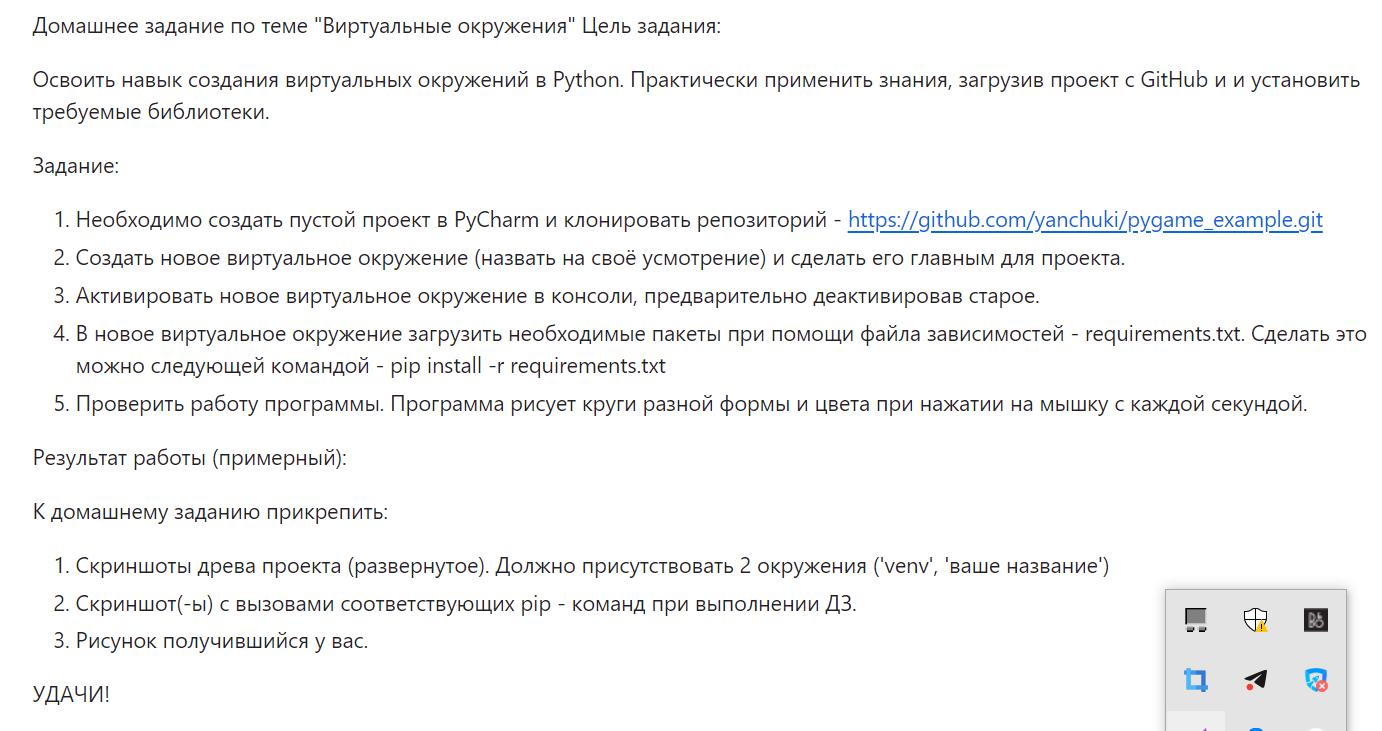 Домашнее задание по теме "Виртуальные окружения" Цель задания:
Освоить навык создания виртуальных окружений в Python. Практически применить знания, загрузив проект с GitHub и и установить
требуемые библиотеки.
Задание:
1. Необходимо создать пустой проект в PyCharm и клонировать репозиторий - https://github.com/yanchuki/pygame_example.git
2. Создать новое виртуальное окружение (назвать на своё усмотрение) и сделать его главным для проекта.
3. Активировать новое виртуальное окружение в консоли, предварительно деактивировав старое.
4. В новое виртуальное окружение загрузить необходимые пакеты при помощи файла зависимостей - requirements.txt. Сделать это
можно следующей командой - pip install -r requirements.txt
5. Проверить работу программы. Программа рисует круги разной формы и цвета при нажатии на мышку с каждой секундой.
Результат работы (примерный):
К домашнему заданию прикрепить:
1. Скриншоты древа проекта (развернутое). Должно присутствовать 2 окружения ('venv', 'ваше название')
2. Скриншот(-ы) с вызовами соответствующих pip - команд при выполнении ДЗ.
3. Рисунок получившийся у вас.
УДАЧИ!